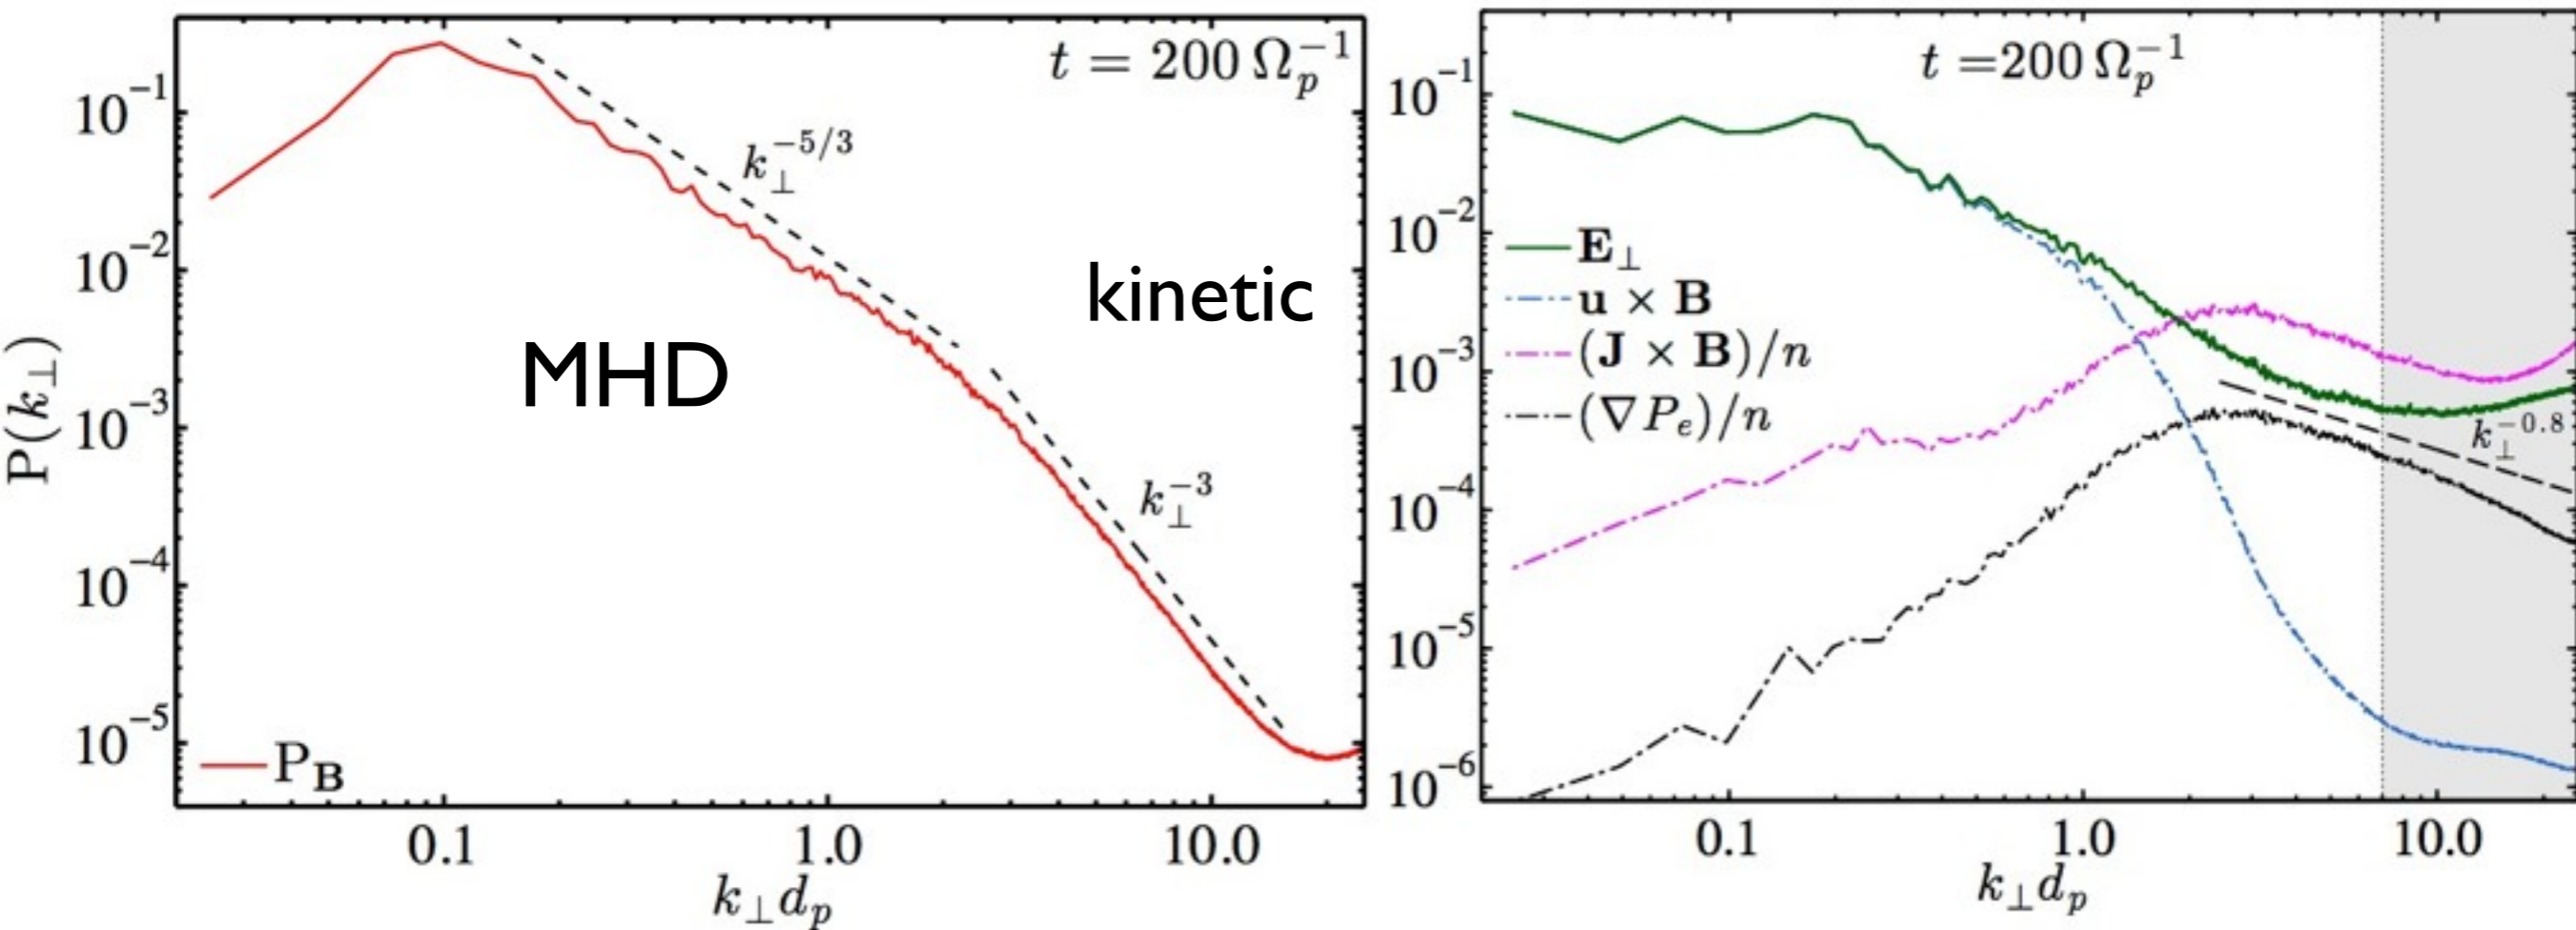 t = 200 Ω_p^{-1}
10^{-1}
10^{-2}
10^{-3}
10^{-4}
10^{-5}
P(k_⊥)
k_⊥^{-5/3}
kinetic
MHD
k_⊥^{-3}
P_B
0.1 1.0 10.0
k_⊥d_p
t =200 Ω_p^{-1}
10^{-1}
10^{-2}
10^{-3}
10^{-4}
10^{-5}
10^{-6}
E_⊥
u × B
(J × B)/n
(∇P_e)/n
k_⊥^{-0.8}
0.1 1.0 10.0
k_⊥d_p